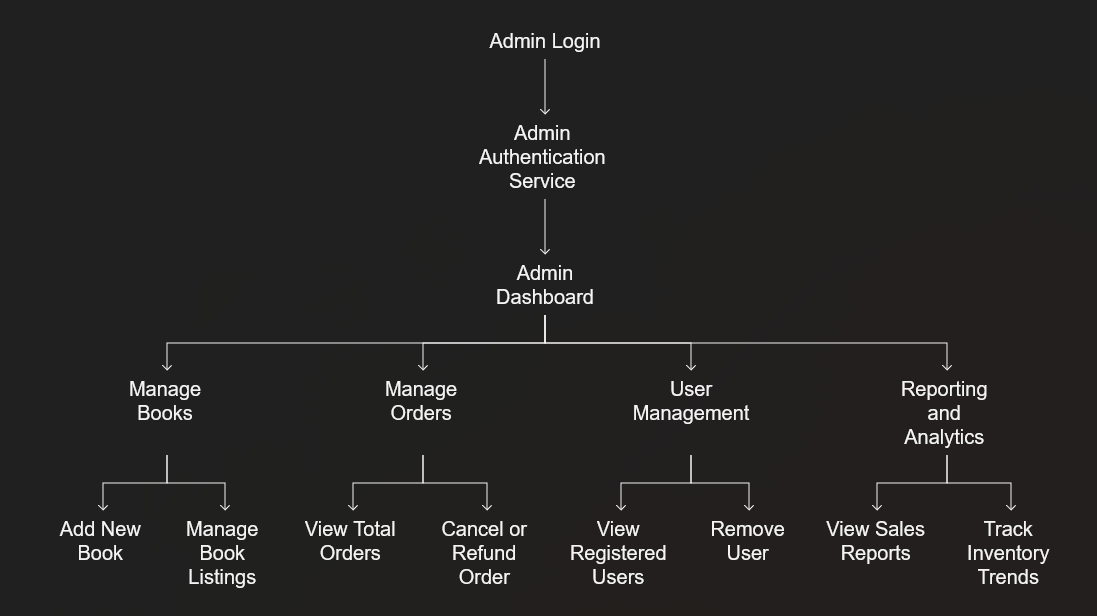 Admin Login
Admin
Authentication
Service
Admin
Dashboard
Manage
Books
Manage
Orders
User
Management
Reporting
and
Analytics
Add New
Book
Manage
Book
Listings
View Total
Orders
Cancel or
Refund
Order
View
Registered
Users
Remove
User
View Sales
Reports
Track
Inventory
Trends